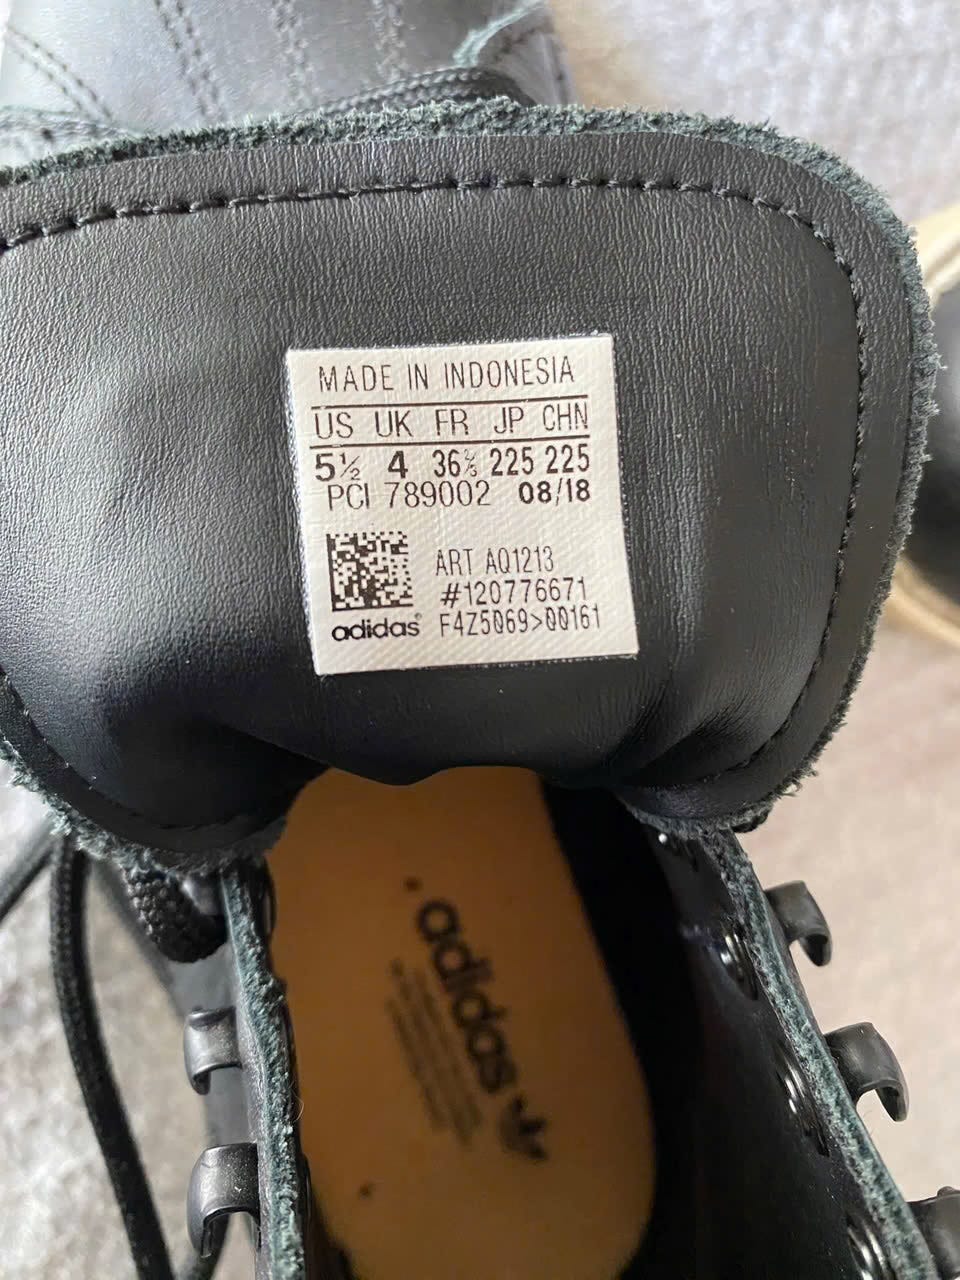 MADE IN INDONESIA
US UK FR JP CHN
5½ 4 36⅔ 225 225
PCI 789002 08/18
ART AQ1213
#120776671
adidas® F4Z5069>00161
adidas